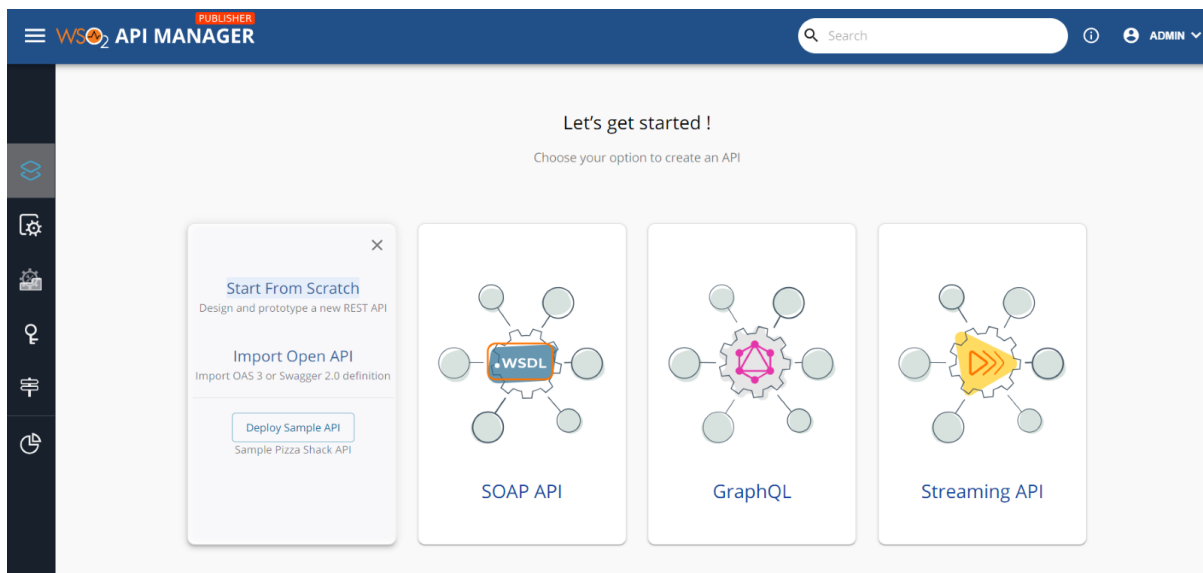 PUBLISHER
WSO2 API MANAGER
Search
ADMIN
Let's get started !
Choose your option to create an API
Start From Scratch
Design and prototype a new REST API
Import Open API
Import OAS 3 or Swagger 2.0 definition
Deploy Sample API
Sample Pizza Shack API
.WSDL
SOAP API
GraphQL
Streaming API